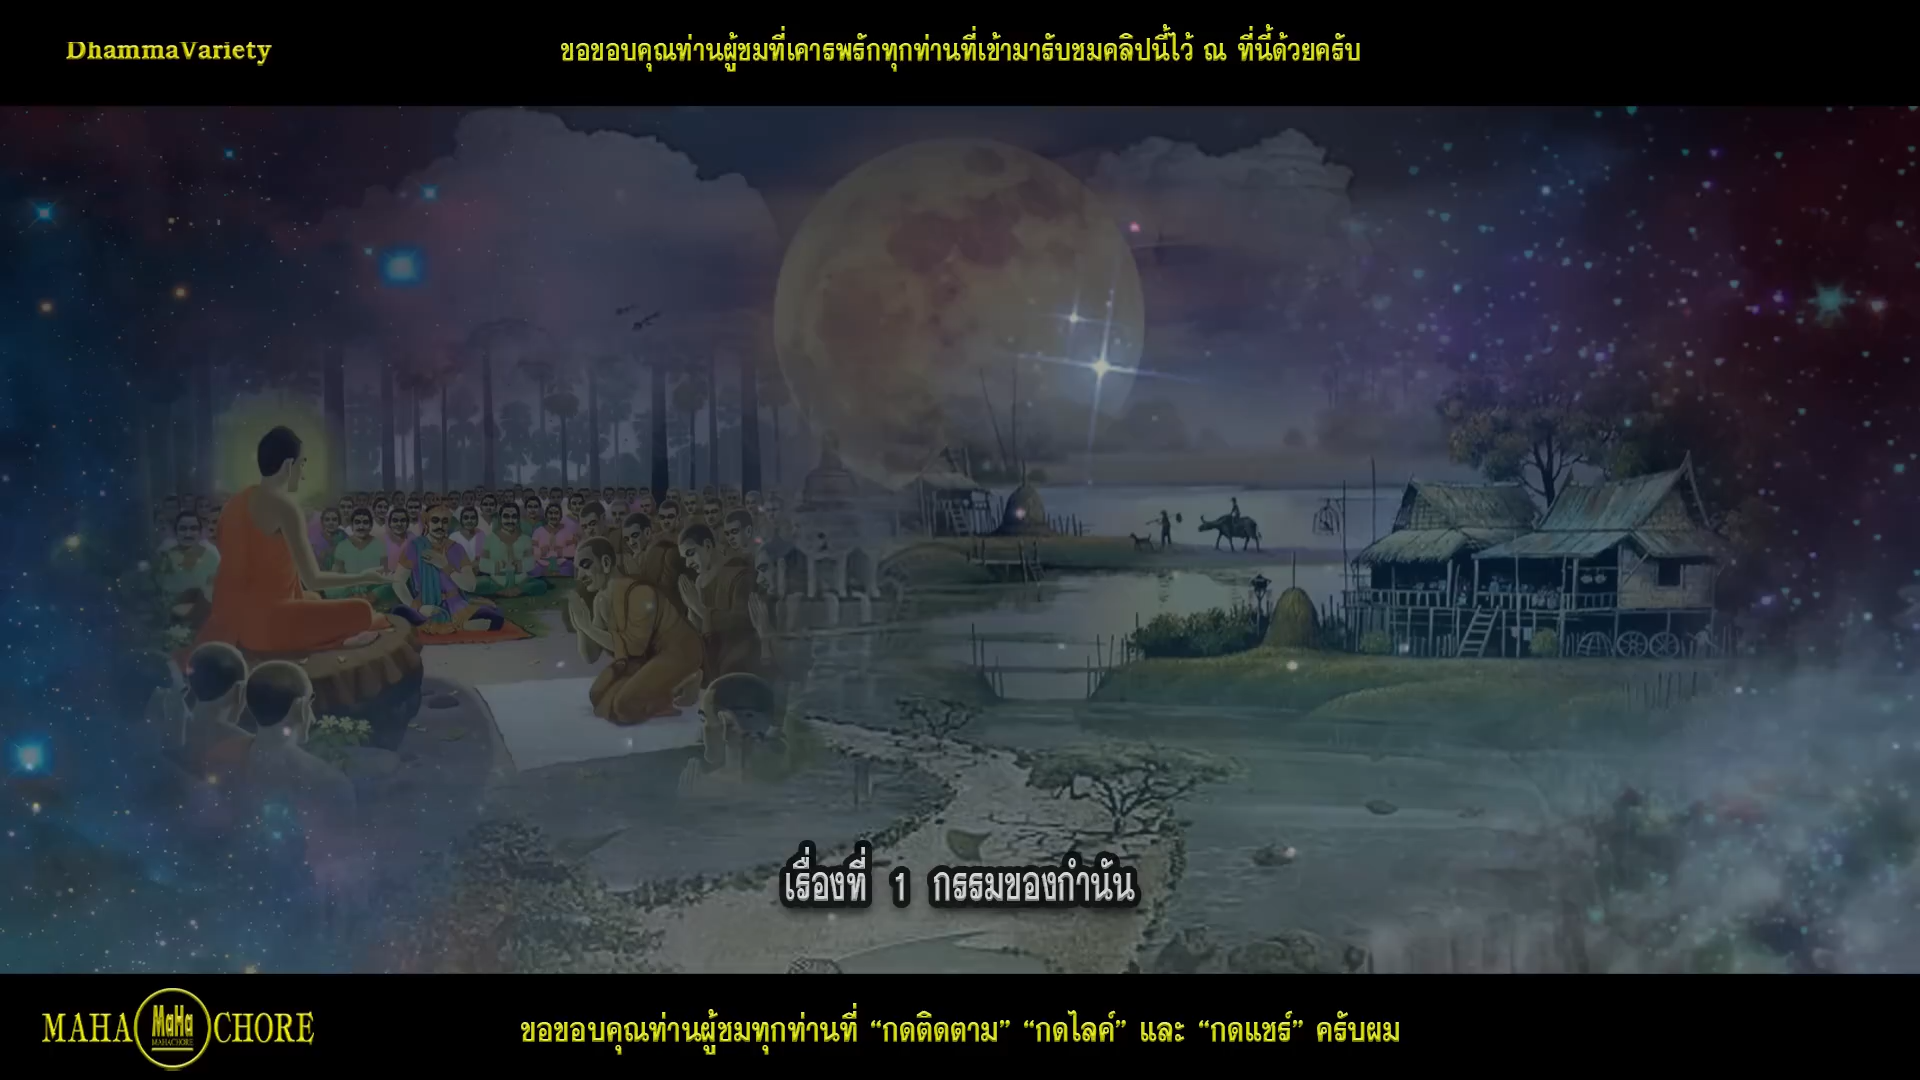 DhammaVariety
ขอขอบคุณท่านผู้ชมที่เคารพรักทุกท่านที่เข้ามารับชมคลิปนี้ไว้ ณ ที่นี้ด้วยครับ
เรื่องที่ 1 กรรมของกำนัน
MAHA MaHa CHORE
MAHACHORE
ขอขอบคุณท่านผู้ชมทุกท่านที่ “กดติดตาม” “กดไลค์” และ “กดแชร์” ครับผม